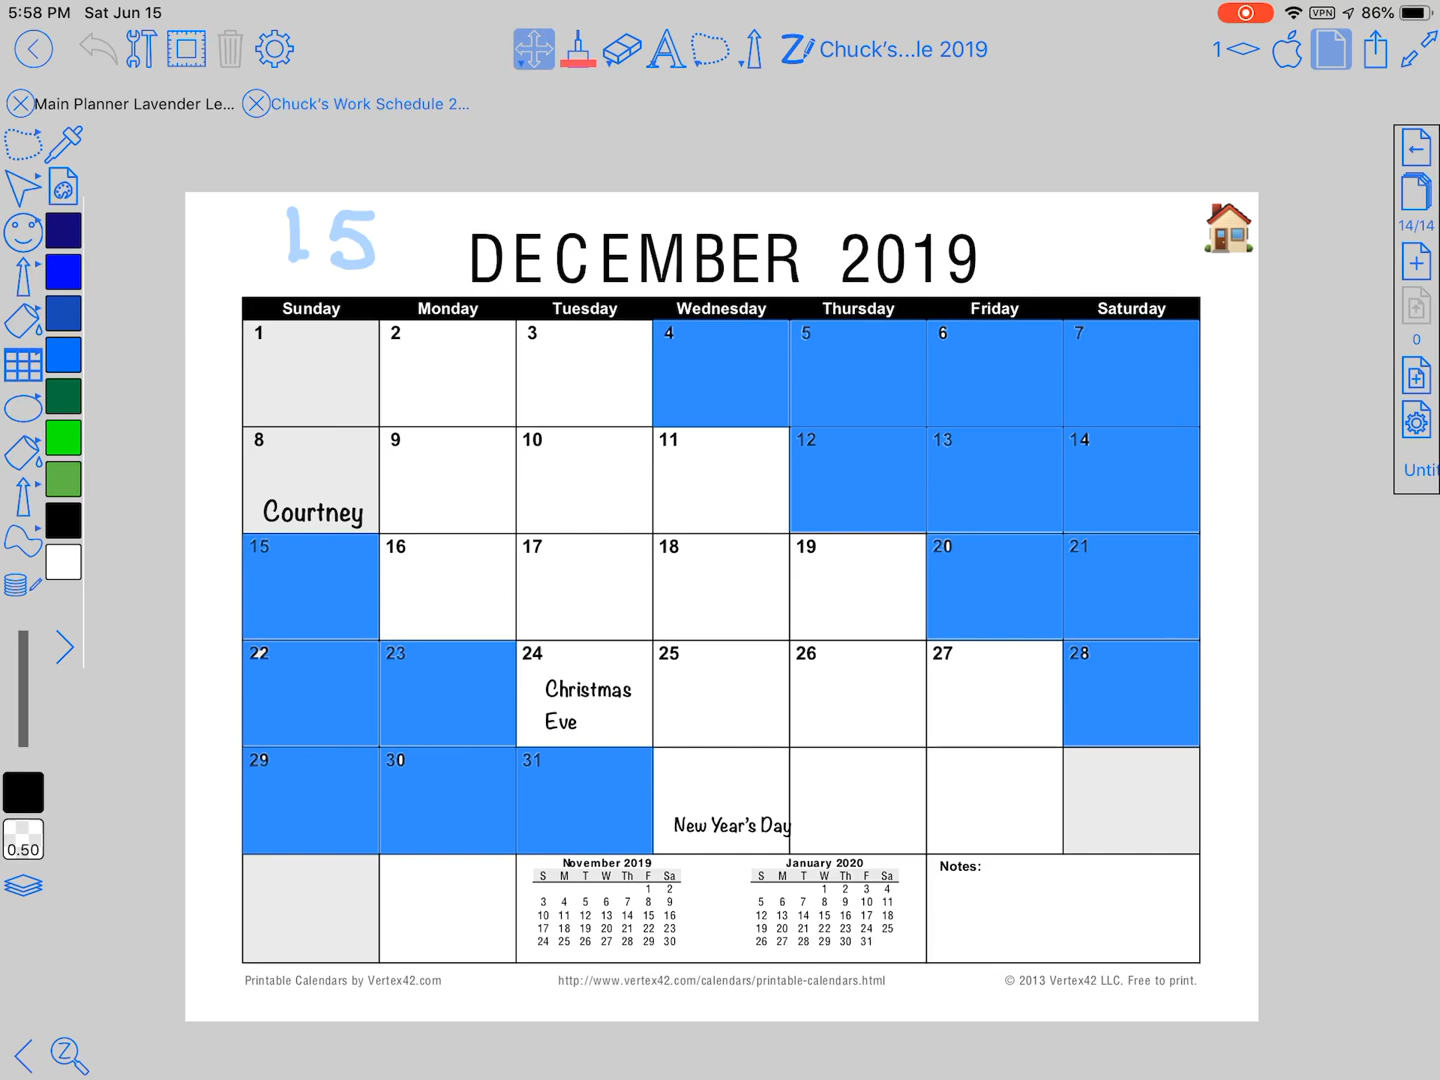 5:58 PM Sat Jun 15
VPN 86%
Chuck's...le 2019
1
Main Planner Lavender Le...
Chuck's Work Schedule 2...
14/14
0
Unti
0.50
15
DECEMBER 2019
Sunday Monday Tuesday Wednesday Thursday Friday Saturday
1 2 3 4 5 6 7
8 9 10 11 12 13 14
Courtney
15 16 17 18 19 20 21
22 23 24 25 26 27 28
Christmas
Eve
29 30 31
New Year's Day
November 2019
S M T W Th F Sa
1 2
3 4 5 6 7 8 9
10 11 12 13 14 15 16
17 18 19 20 21 22 23
24 25 26 27 28 29 30
January 2020
S M T W Th F Sa
1 2 3 4
5 6 7 8 9 10 11
12 13 14 15 16 17 18
19 20 21 22 23 24 25
26 27 28 29 30 31
Notes:
Printable Calendars by Vertex42.com
http://www.vertex42.com/calendars/printable-calendars.html
© 2013 Vertex42 LLC. Free to print.